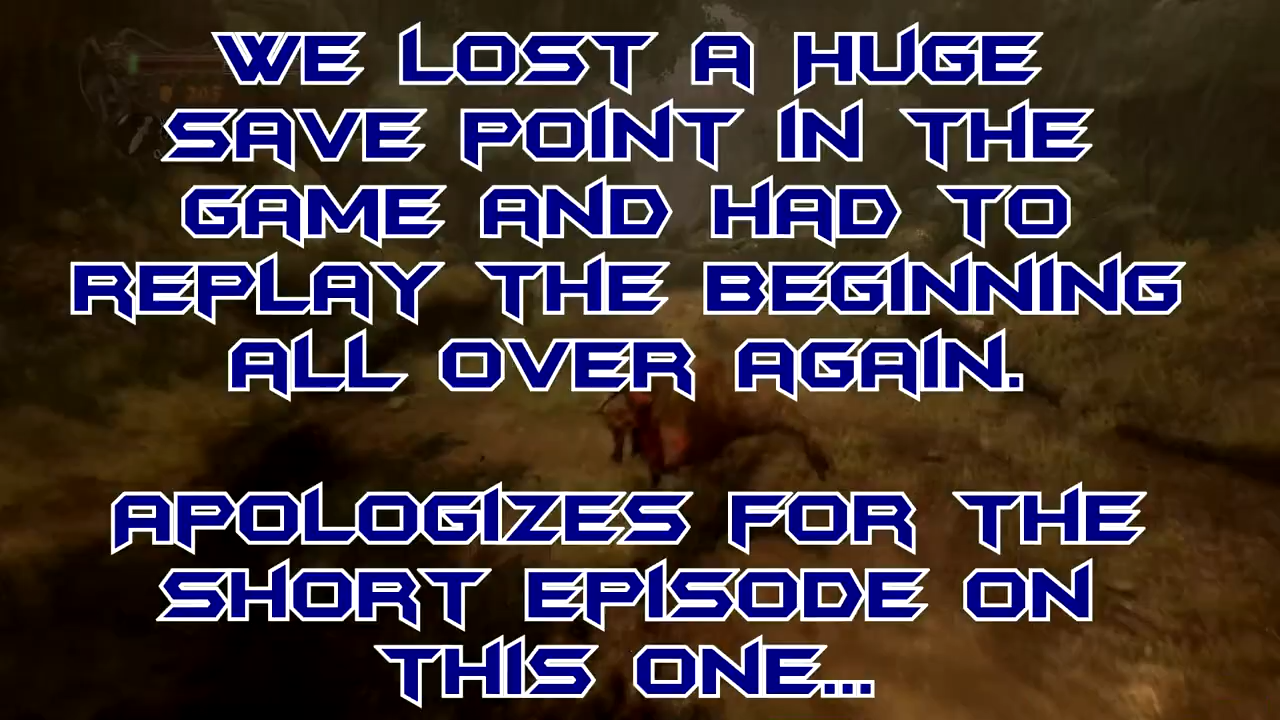 WE LOST A HUGE
SAVE POINT IN THE
GAME AND HAD TO
REPLAY THE BEGINNING
ALL OVER AGAIN.
APOLOGIZES FOR THE
SHORT EPISODE ON
THIS ONE...